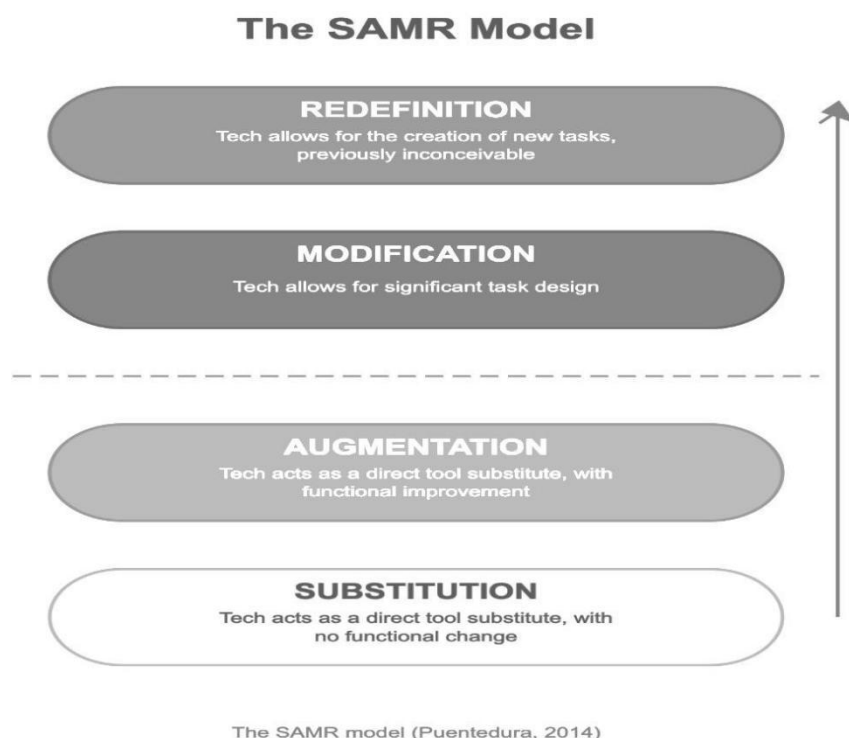 The SAMR Model
REDEFINITION
Tech allows for the creation of new tasks,
previously inconceivable
MODIFICATION
Tech allows for significant task design
AUGMENTATION
Tech acts as a direct tool substitute, with
functional improvement
SUBSTITUTION
Tech acts as a direct tool substitute, with
no functional change
The SAMR model (Puentedura, 2014)